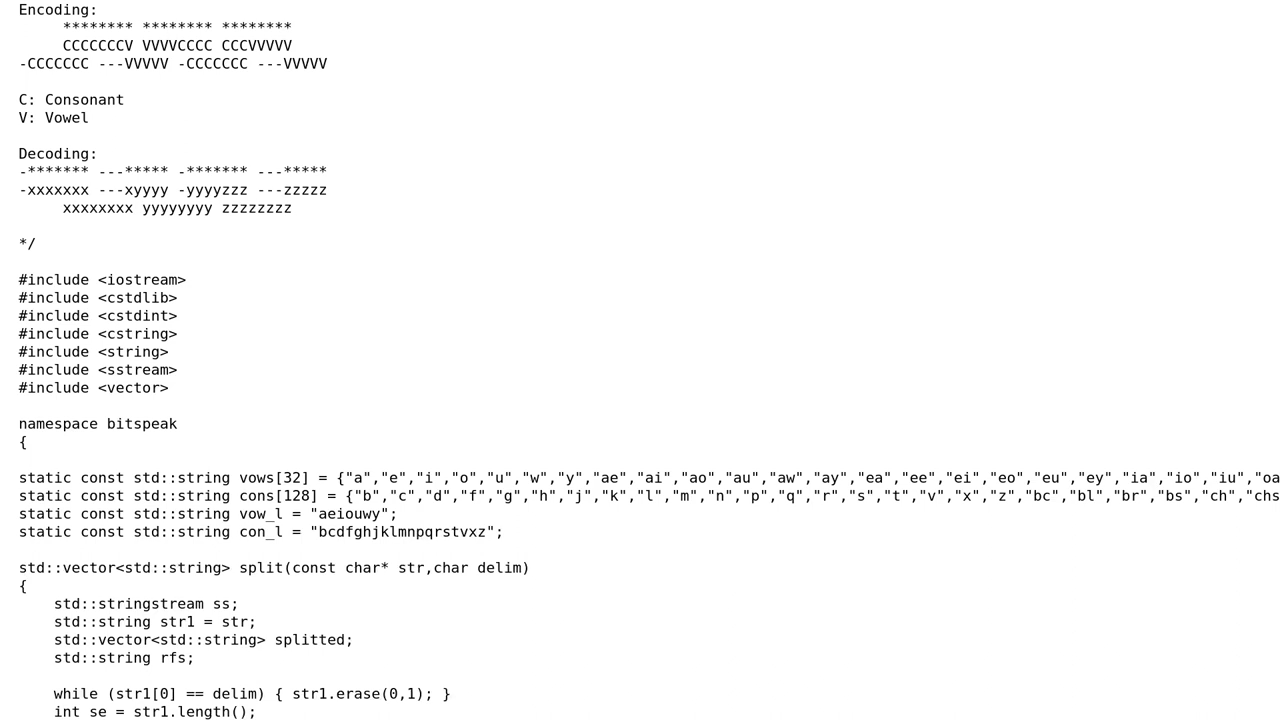 Encoding:
     ******** ******** ********
     CCCCCCCV VVVVCCCC CCCVVVVV
-CCCCCCC ---VVVVV -CCCCCCC ---VVVVV
C: Consonant
V: Vowel
Decoding:
-******* ---***** -******* ---*****
-xxxxxxx ---xyyyy -yyyyzzz ---zzzzz
     xxxxxxxx yyyyyyyy zzzzzzzz
*/
#include <iostream>
#include <cstdlib>
#include <cstdint>
#include <cstring>
#include <string>
#include <sstream>
#include <vector>
namespace bitspeak
{
static const std::string vows[32] = {"a","e","i","o","u","w","y","ae","ai","ao","au","aw","ay","ea","ee","ei","eo","eu","ey","ia","io","iu","oa
static const std::string cons[128] = {"b","c","d","f","g","h","j","k","l","m","n","p","q","r","s","t","v","x","z","bc","bl","br","bs","ch","chs
static const std::string vow_l = "aeiouwy";
static const std::string con_l = "bcdfghjklmnpqrstvxz";
std::vector<std::string> split(const char* str,char delim)
{
    std::stringstream ss;
    std::string str1 = str;
    std::vector<std::string> splitted;
    std::string rfs;
    while (str1[0] == delim) { str1.erase(0,1); }
    int se = str1.length();